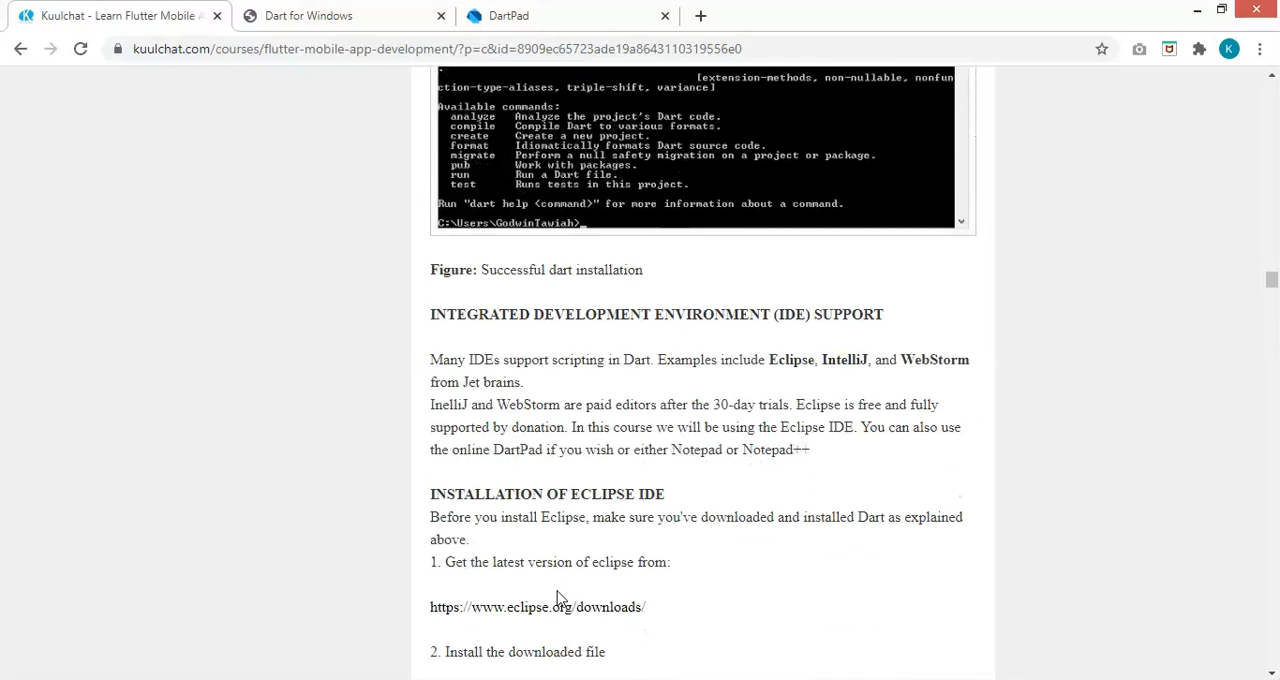 Kuulchat - Learn Flutter Mobile A
Dart for Windows
DartPad
kuulchat.com/courses/flutter-mobile-app-development/?p=c&id=8909ec65723ade19a8643110319556e0
K
[extension-methods, non-nullable, nonfun
ction-type-aliases, triple-shift, variance]
Available commands:
analyze Analyze the project's Dart code.
compile Compile Dart to various formats.
create Create a new project.
format Idiomatically formats Dart source code.
migrate Perform a null safety migration on a project or package.
pub Work with packages.
run Run a Dart file.
test Runs tests in this project.
Run "dart help <command>" for more information about a command.
C:\Users\GodwinTawiah>_
Figure: Successful dart installation
INTEGRATED DEVELOPMENT ENVIRONMENT (IDE) SUPPORT
Many IDEs support scripting in Dart. Examples include Eclipse, IntelliJ, and WebStorm
from Jet brains.
InelliJ and WebStorm are paid editors after the 30-day trials. Eclipse is free and fully
supported by donation. In this course we will be using the Eclipse IDE. You can also use
the online DartPad if you wish or either Notepad or Notepad++
INSTALLATION OF ECLIPSE IDE
Before you install Eclipse, make sure you've downloaded and installed Dart as explained
above.
1. Get the latest version of eclipse from:
https://www.eclipse.org/downloads/
2. Install the downloaded file